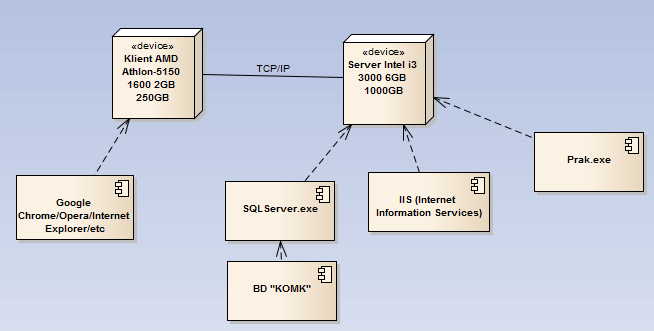 «device»
Klient AMD
Athlon-5150
1600 2GB
250GB
TCP/IP
«device»
Server Intel i3
3000 6GB
1000GB
Prak.exe
Google
Chrome/Opera/Internet
Explorer/etc
SQLServer.exe
IIS (Internet
Information Services)
BD "KOMK"